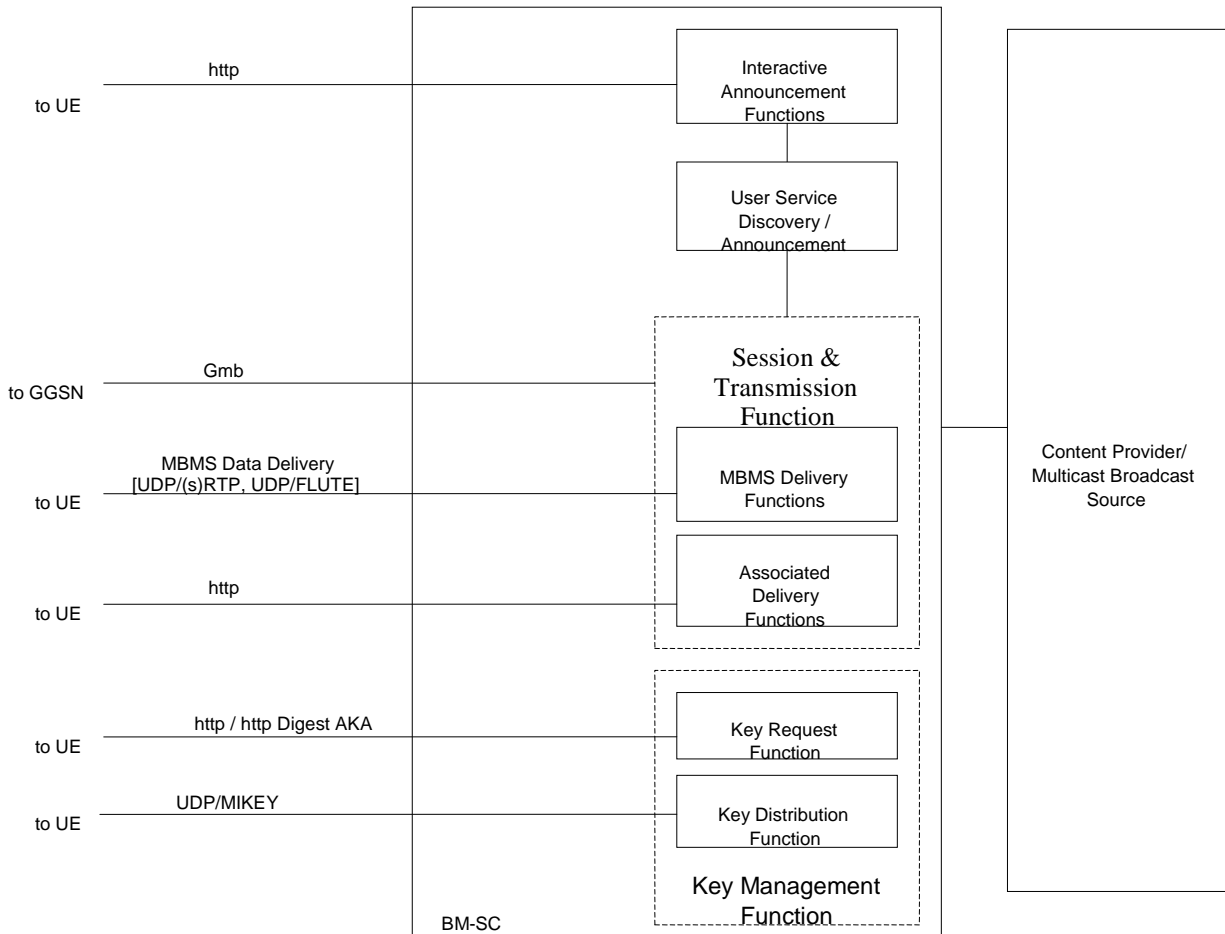 http
to UE
Interactive
Announcement
Functions
User Service
Discovery /
Announcement
Gmb
to GGSN
Session &
Transmission
Function
MBMS Data Delivery
[UDP/(s)RTP, UDP/FLUTE]
to UE
MBMS Delivery
Functions
Content Provider/
Multicast Broadcast
Source
http
to UE
Associated
Delivery
Functions
http / http Digest AKA
to UE
Key Request
Function
UDP/MIKEY
to UE
Key Distribution
Function
Key Management
Function
BM-SC